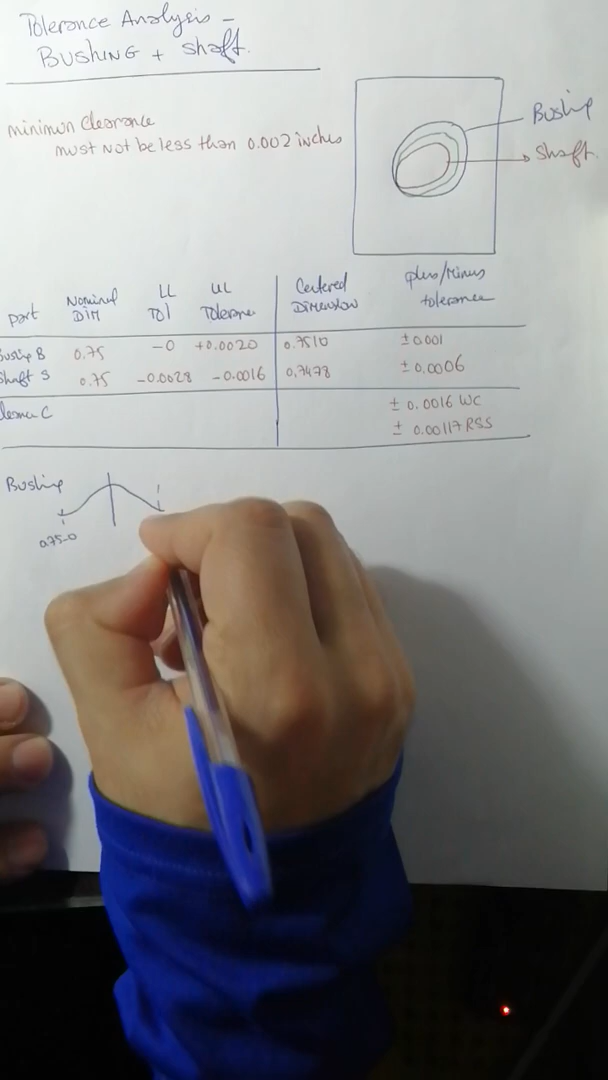 Tolerance Analysis -
BUSHING + shaft.
minimun Clearance
must not be less than 0.002 inches
Bushing
shaft.
part Nominal DIM LL Tol UL Tolerance Centered DIMENSION plus/Minus tolerance
Bushing B 0.75 -0 +0.0020 0.7510 ±0.001
Shaft S 0.75 -0.0028 -0.0016 0.7478 ±0.0006
C ± 0.0016 WC
± 0.00117 RSS
Bushing
0.75-0